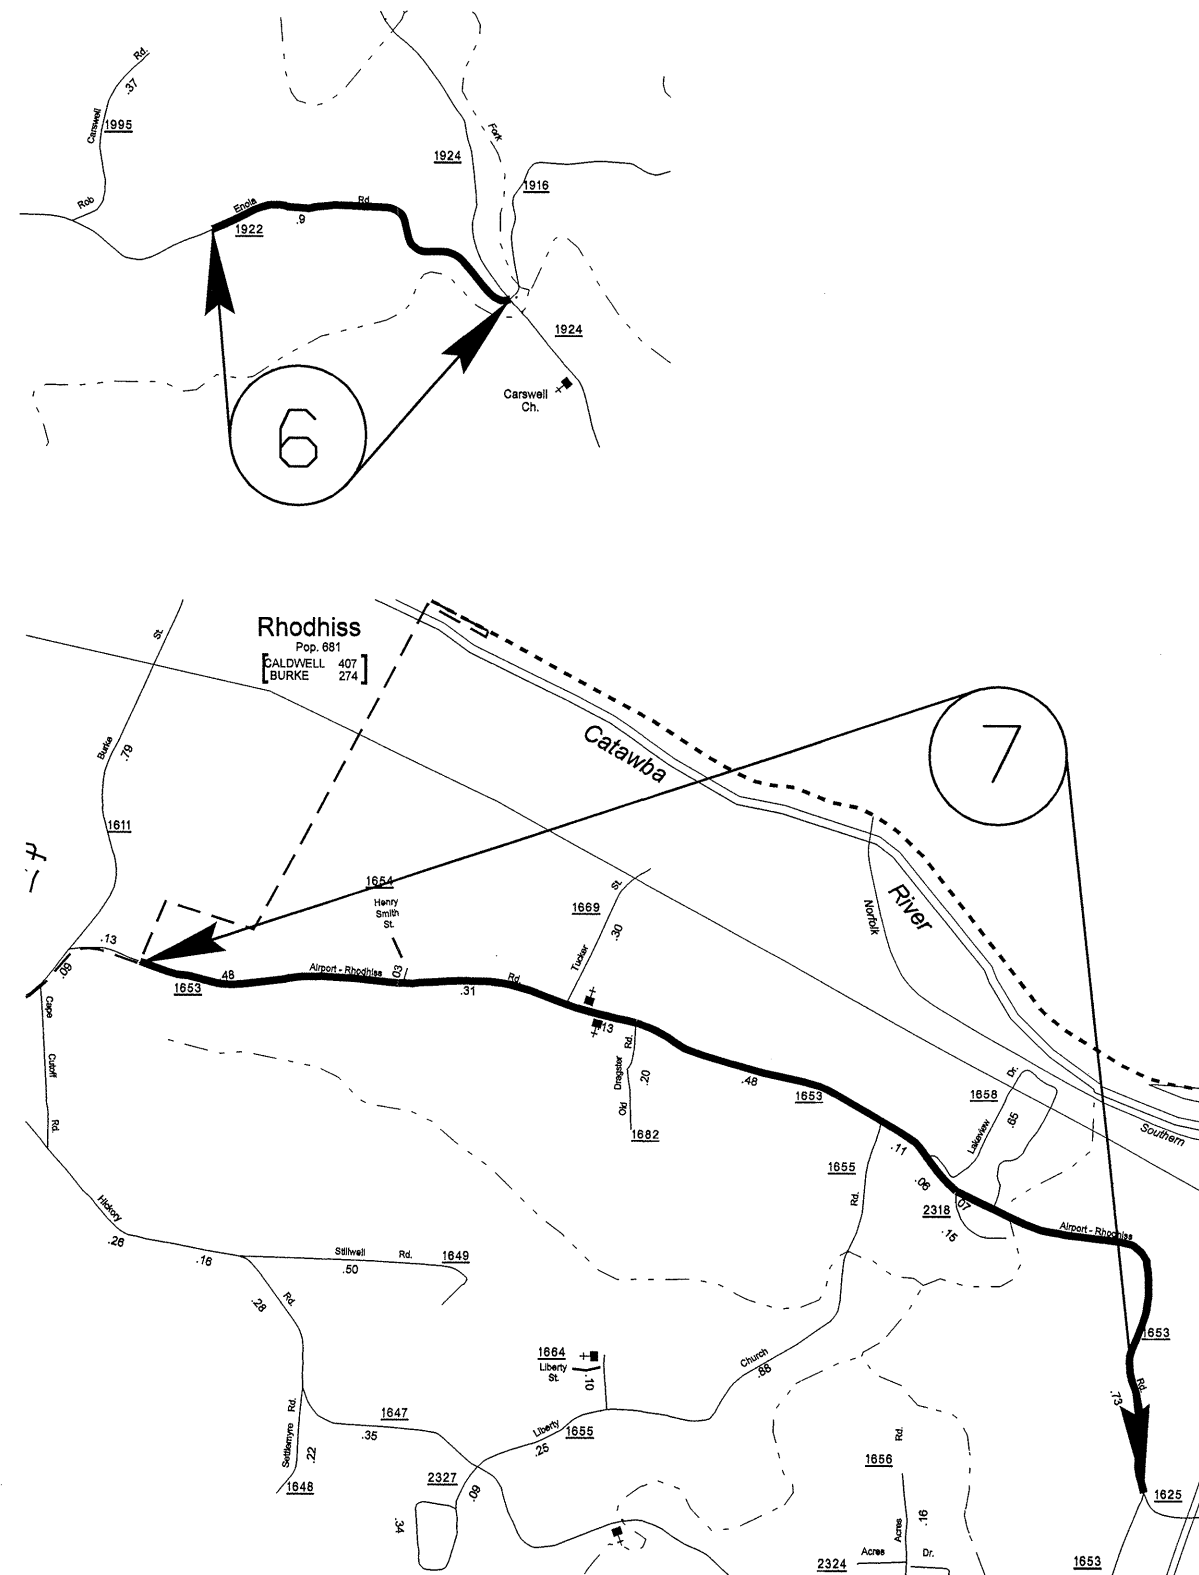 Rd.
.37
Carswell
1995
Rob
Fork
1924
1916
Enola
Rd.
1922
.9
1924
Carswell
Ch.
6
Rhodhiss
Pop. 681
CALDWELL 407
BURKE 274
St.
Burke
.79
1611
Catawba
7
River
Norfolk
Southern
1654
Henry
Smith
St.
.03
1669
St.
Tucker
.30
.13
.09
1653
.48
Airport - Rhodhiss
Rd.
.31
.13
Cape
Cutoff
Rd.
Old
Dragster
Rd.
.20
1682
.48
1653
1658
Dr.
Lakeview
.65
.11
.06
.07
1655
Rd.
2318
.15
Airport - Rhodhiss
1653
Rd.
.73
Hickory
.26
.16
Stillwell
Rd.
1649
.50
.28
Rd.
1664
Liberty
St.
.10
Church
.88
1647
.35
Liberty
1655
.25
Settlemyre
Rd.
.22
1648
2327
.09
.34
1656
Rd.
Acres
.16
2324
Acres
Dr.
1625
1653